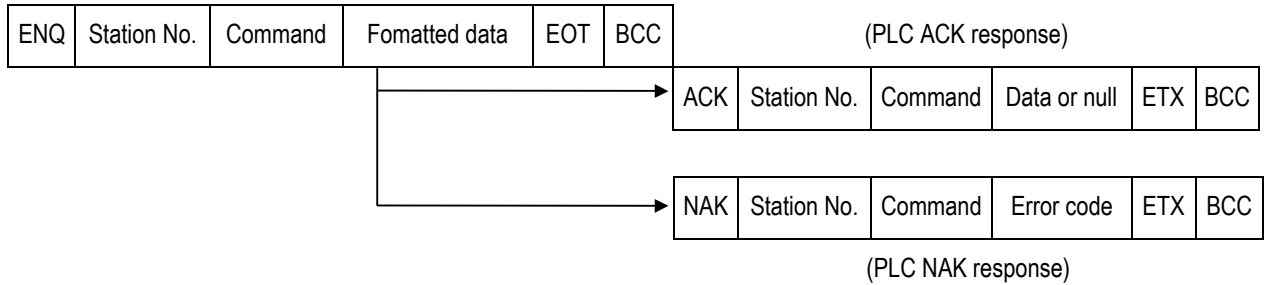 ENQ Station No. Command Fomatted data EOT BCC (PLC ACK response)
ACK Station No. Command Data or null ETX BCC
NAK Station No. Command Error code ETX BCC
(PLC NAK response)